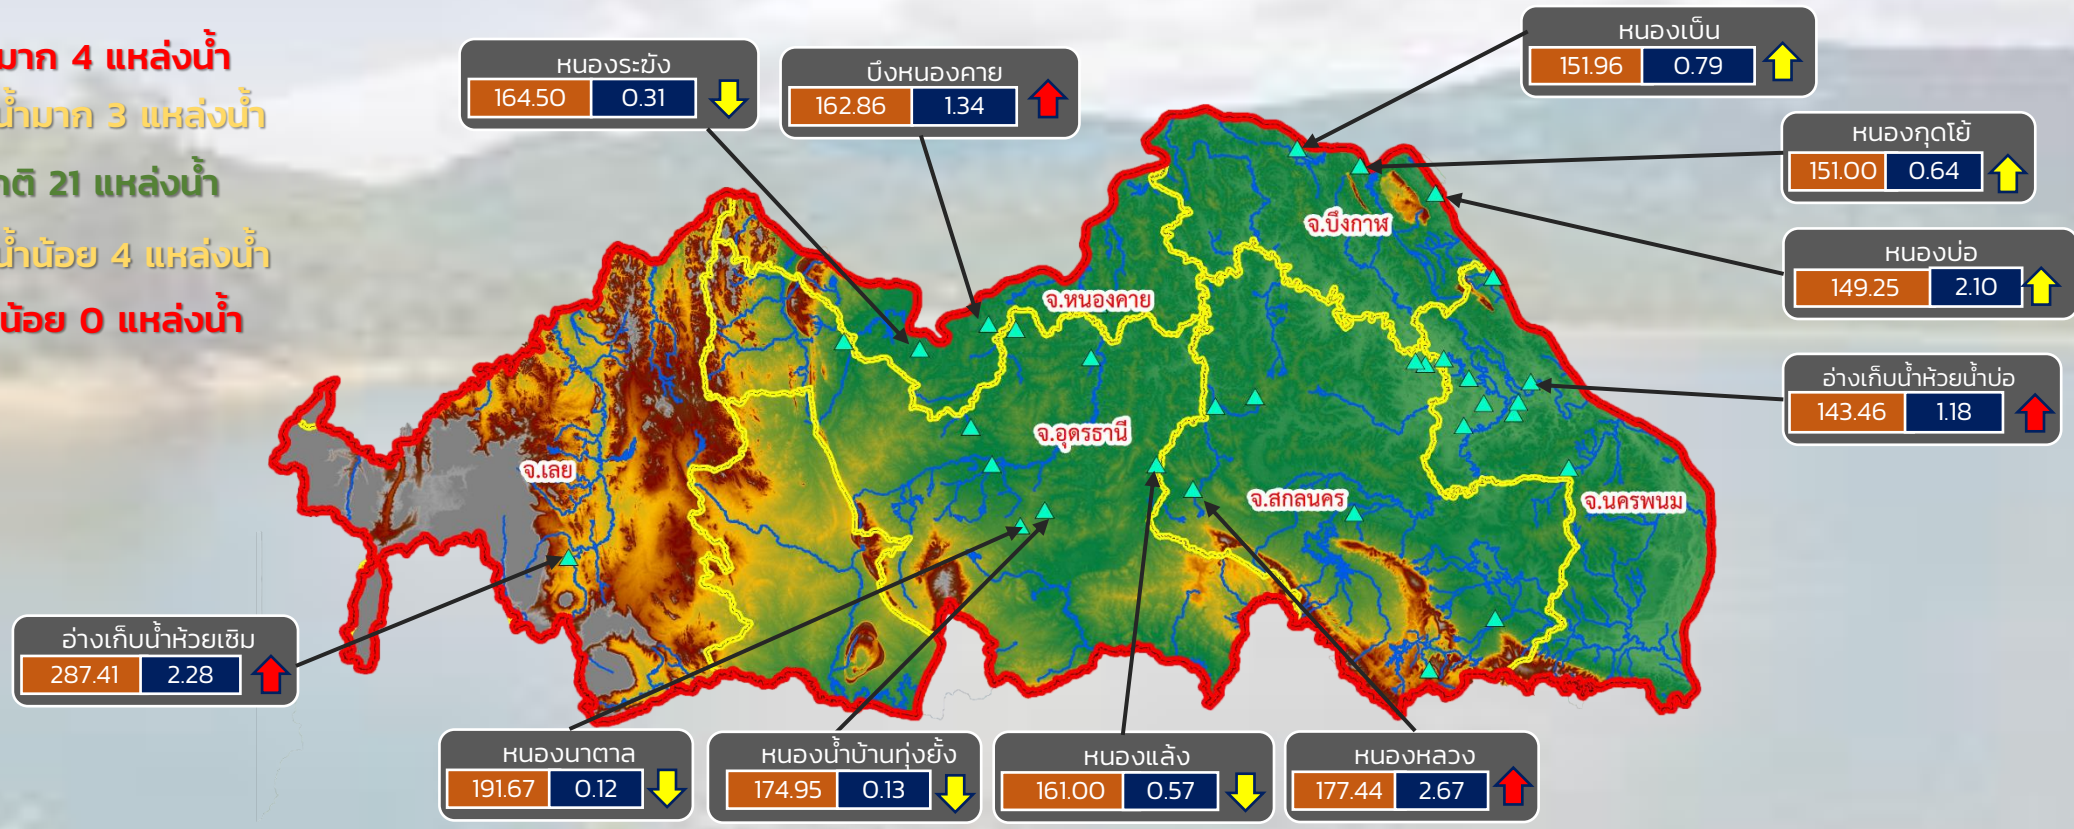 มาก 4 แหล่งน้ำ
น้ำมาก 3 แหล่งน้ำ
21 แหล่งน้ำ
น้ำน้อย 4 แหล่งน้ำ
น้อย 0 แหล่งน้ำ
หนองระฆัง
164.50 0.31
บึงหนองคาย
162.86 1.34
หนองเบ็น
151.96 0.79
หนองกุดโย้
151.00 0.64
หนองบ่อ
149.25 2.10
อ่างเก็บน้ำห้วยน้ำบ่อ
143.46 1.18
จ.บึงกาฬ
จ.หนองคาย
จ.อุดรธานี
จ.เลย
จ.สกลนคร
จ.นครพนม
อ่างเก็บน้ำห้วยเซิม
287.41 2.28
หนองนาตาล
191.67 0.12
หนองน้ำบ้านทุ่งยั้ง
174.95 0.13
หนองแล้ง
161.00 0.57
หนองหลวง
177.44 2.67